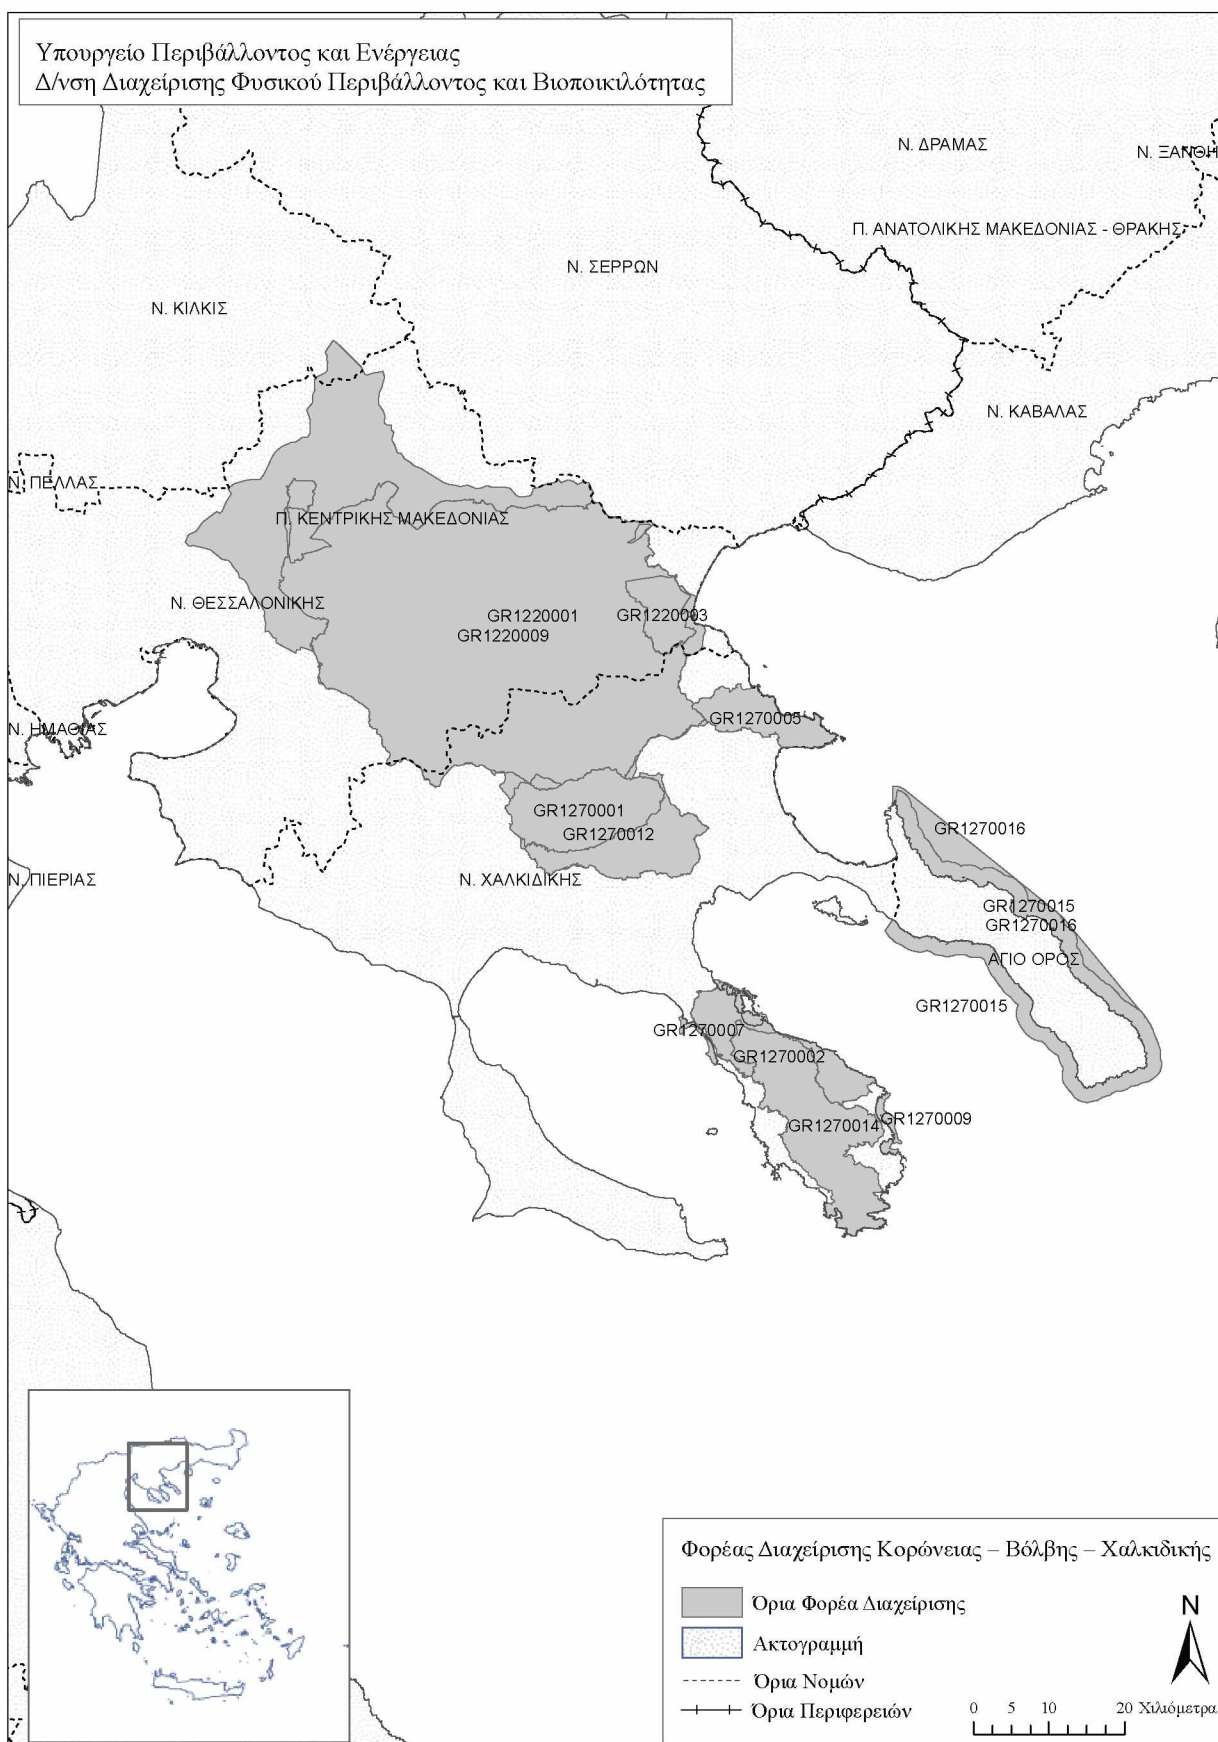 Υπουργείο Περιβάλλοντος και Ενέργειας
Δ/νση Διαχείρισης Φυσικού Περιβάλλοντος και Βιοποικιλότητας
Ν. ΔΡΑΜΑΣ
Ν. ΞΑΝΘΗ
Π. ΑΝΑΤΟΛΙΚΗΣ ΜΑΚΕΔΟΝΙΑΣ - ΘΡΑΚΗΣ
Ν. ΣΕΡΡΩΝ
Ν. ΚΙΛΚΙΣ
Ν. ΚΑΒΑΛΑΣ
Ν. ΠΕΛΛΑΣ
Π. ΚΕΝΤΡΙΚΗΣ ΜΑΚΕΔΟΝΙΑΣ
Ν. ΘΕΣΣΑΛΟΝΙΚΗΣ
GR1220001
GR1220003
GR1220009
GR1270005
Ν. ΗΜΑΘΙΑΣ
GR1270001
GR1270012
GR1270016
Ν. ΠΙΕΡΙΑΣ
Ν. ΧΑΛΚΙΔΙΚΗΣ
GR1270015
GR1270016
ΑΓΙΟ ΟΡΟΣ
GR1270015
GR1270007
GR1270002
GR1270009
GR1270014
Φορέας Διαχείρισης Κορώνειας – Βόλβης – Χαλκιδικής
Όρια Φορέα Διαχείρισης
Ακτογραμμή
Όρια Νομών
Όρια Περιφερειών
N
0 5 10 20 Χιλιόμετρα